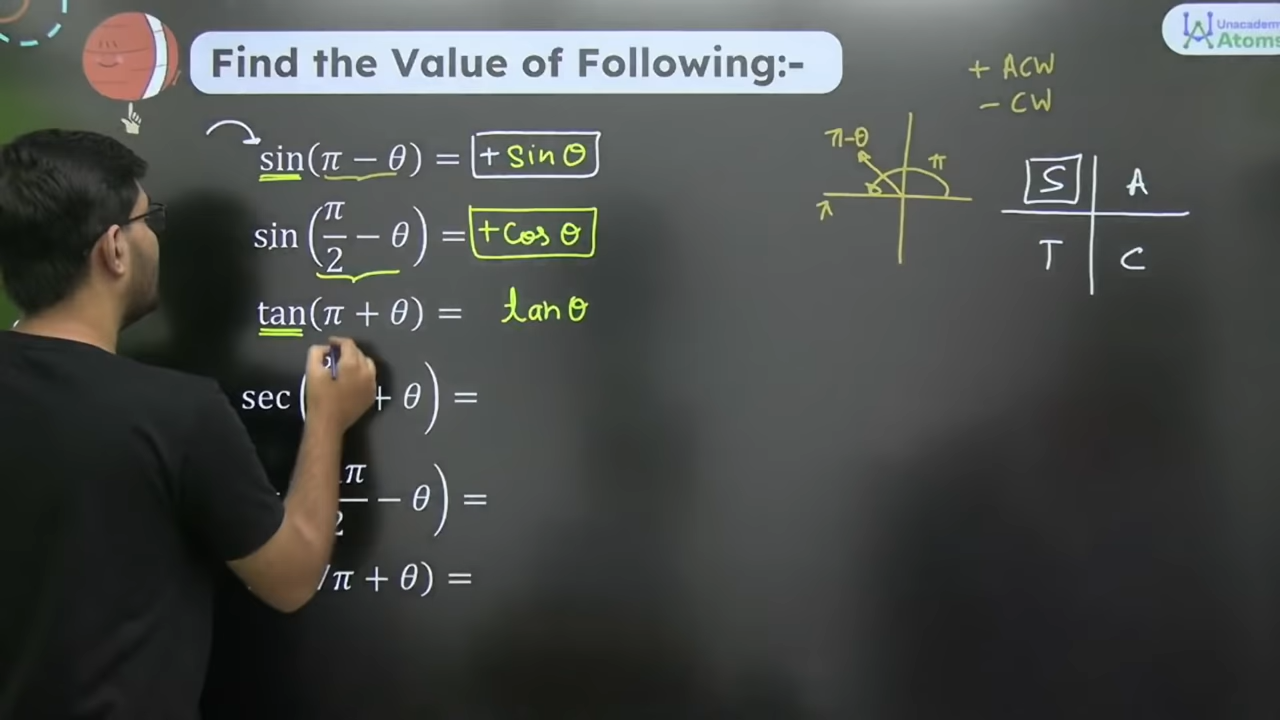 Find the Value of Following:-
Unacademy
Atoms
+ ACW
- CW
sin(π − θ) = + sin θ
sin(π/2 − θ) = + cos θ
tan(π + θ) = tan θ
sec( + θ) =
π/2 − θ) =
π + θ) =
π-θ
π
π
S A
T C